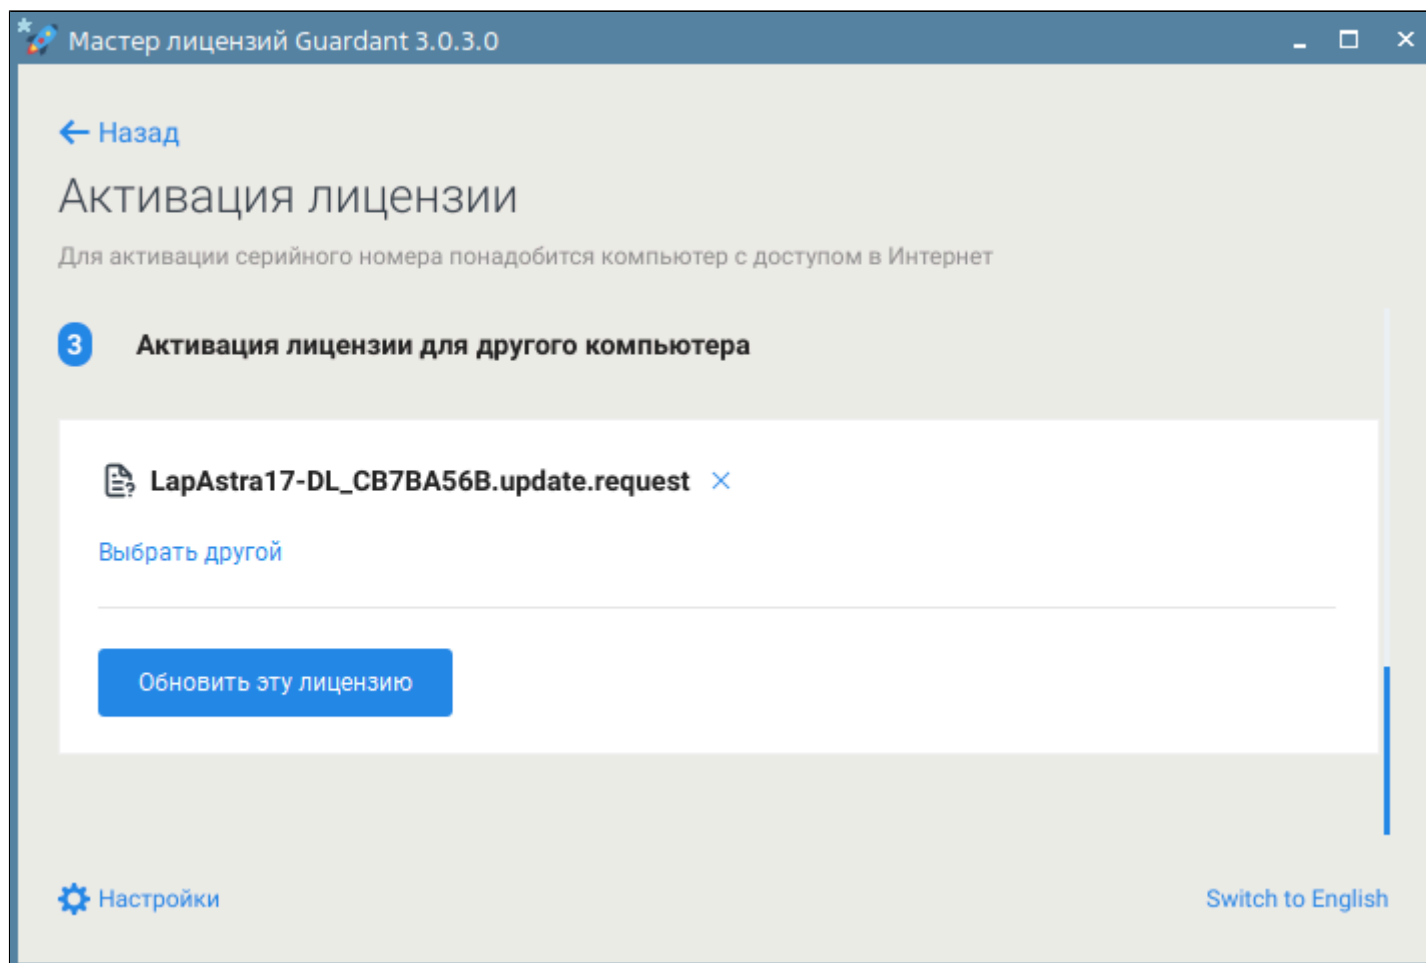 Мастер лицензий Guardant 3.0.3.0
Назад
Активация лицензии
Для активации серийного номера понадобится компьютер с доступом в Интернет
3 Активация лицензии для другого компьютера
LapAstra17-DL_CB7BA56B.update.request
Выбрать другой
Обновить эту лицензию
Настройки
Switch to English